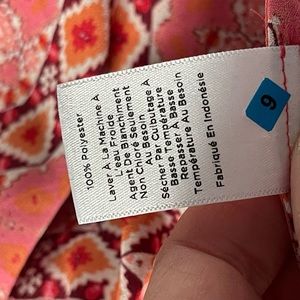 100% Polyester
Laver À La Machine À
L'eau Froide
Agent De Blanchiment
Non Chloré Seulement
Au Besoin
Sécher Par Culbutage À
Basse Température
Repasser À Basse
Température Au Besoin
Fabriqué En Indonésie